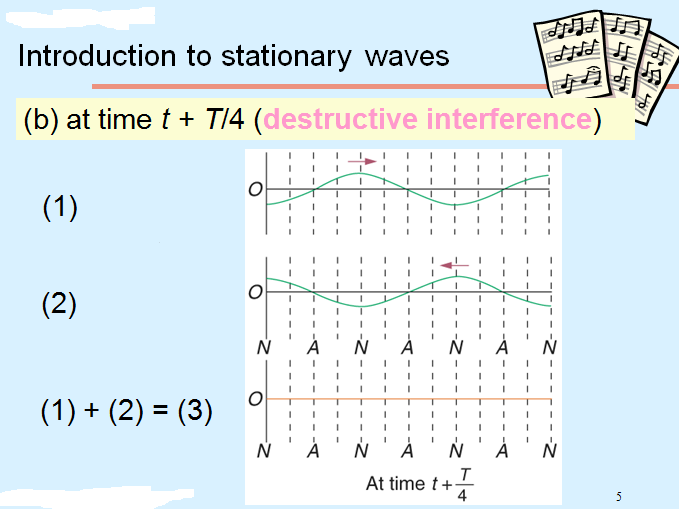 Introduction to stationary waves
(b) at time t + T/4 (destructive interference)
(1)
O
(2)
O
N A N A N A N
(1) + (2) = (3)
O
N A N A N A N
At time t + T/4
5